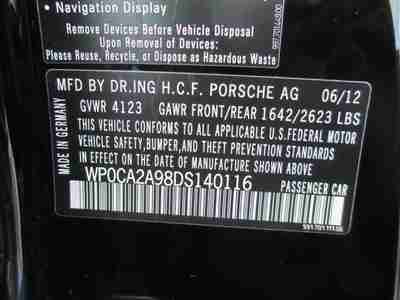 • Navigation Display
Remove Devices Before Vehicle Disposal
Upon Removal of Devices:
Please Reuse, Recycle, or Dispose as Hazardous Waste
MFD BY DR.ING H.C.F. PORSCHE AG 06/12
GVWR 4123 GAWR FRONT/REAR 1642/2623 LBS
THIS VEHICLE CONFORMS TO ALL APPLICABLE U.S.FEDERAL MOTOR
VEHICLE SAFETY, BUMPER, AND THEFT PREVENTION STANDARDS
IN EFFECT ON THE DATE OF MANUFACTURE SHOWN ABOVE.
WP0CA2A98DS140116 PASSENGER CAR
MADE IN GERMANY